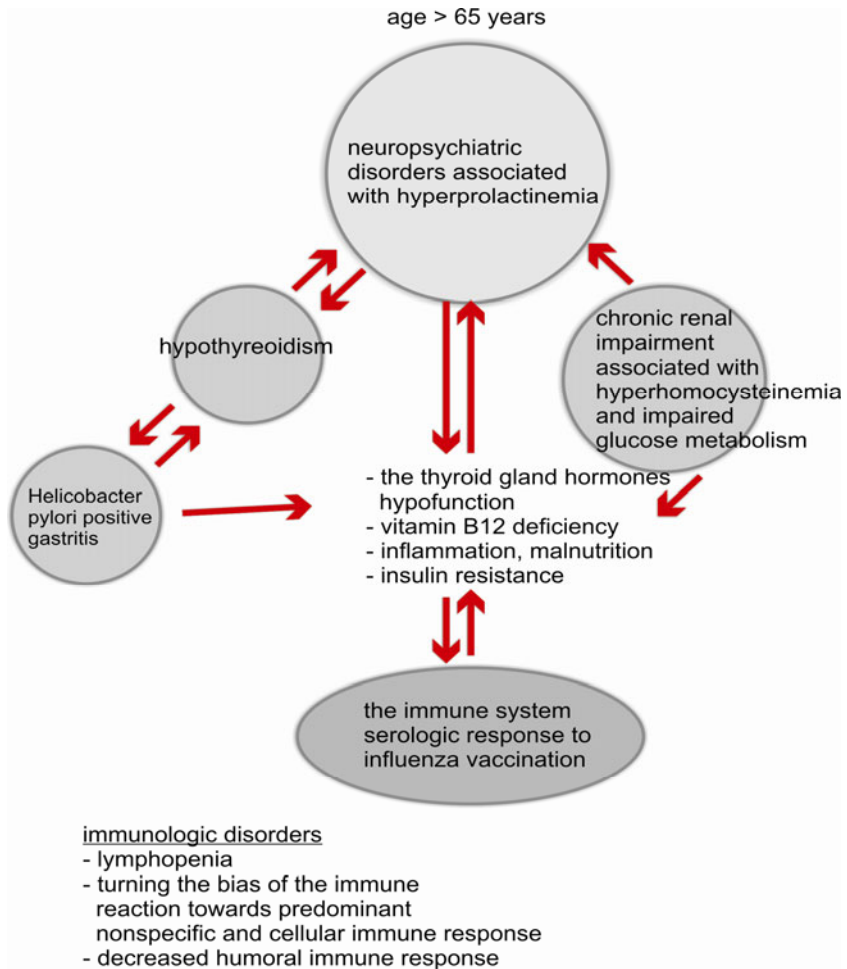 age > 65 years
neuropsychiatric
disorders associated
with hyperprolactinemia
hypothyreoidism
chronic renal
impairment
associated with
hyperhomocysteinemia
and impaired
glucose metabolism
Helicobacter
pylori positive
gastritis
- the thyroid gland hormones
hypofunction
- vitamin B12 deficiency
- inflammation, malnutrition
- insulin resistance
the immune system
serologic response to
influenza vaccination
immunologic disorders
- lymphopenia
- turning the bias of the immune
reaction towards predominant
nonspecific and cellular immune response
- decreased humoral immune response